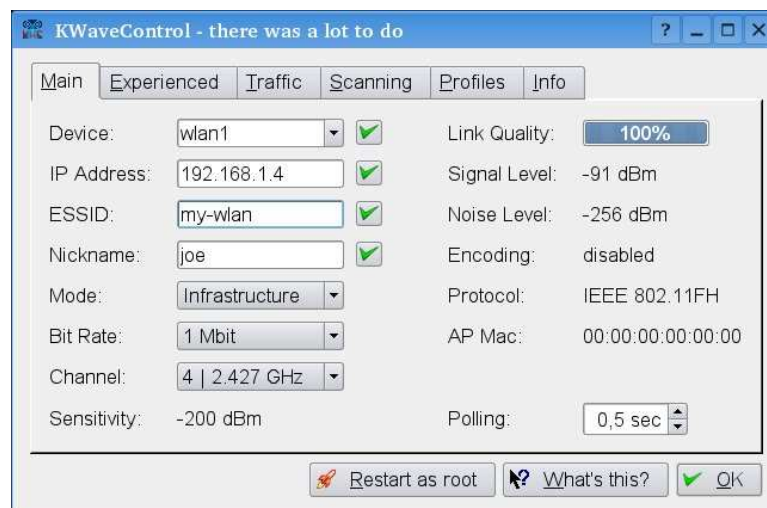 KWaveControl - there was a lot to do
Main Experienced Traffic Scanning Profiles Info
Device: wlan1 Link Quality: 100%
IP Address: 192.168.1.4 Signal Level: -91 dBm
ESSID: my-wlan Noise Level: -256 dBm
Nickname: joe Encoding: disabled
Mode: Infrastructure Protocol: IEEE 802.11FH
Bit Rate: 1 Mbit AP Mac: 00:00:00:00:00:00
Channel: 4 | 2.427 GHz
Sensitivity: -200 dBm Polling: 0,5 sec
Restart as root What's this? OK